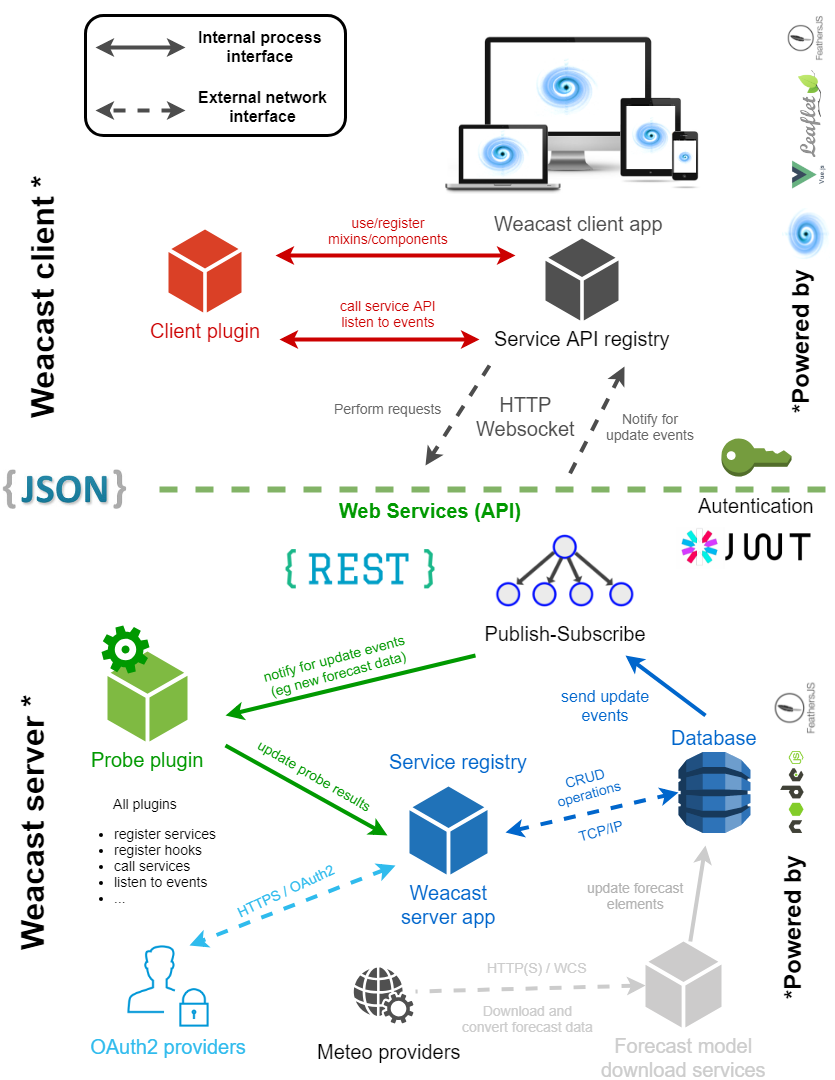 Internal process
interface
External network
interface
FeathersJS
Leaflet
Vue.js
Weacast client *
*Powered by
Weacast client app
use/register
mixins/components
Client plugin
call service API
listen to events
Service API registry
Perform requests
HTTP
Websocket
Notify for
update events
{JSON}
Web Services (API)
Autentication
JWT
{ REST }
Publish-Subscribe
notify for update events
(eg new forecast data)
send update
events
Weacast server *
FeathersJS
node JS
*Powered by
Probe plugin
update probe results
Service registry
Database
CRUD
operations
TCP/IP
All plugins
• register services
• register hooks
• call services
• listen to events
• ...
HTTPS / OAuth2
Weacast
server app
update forecast
elements
HTTP(S) / WCS
Download and
convert forecast data
OAuth2 providers
Meteo providers
Forecast model
download services